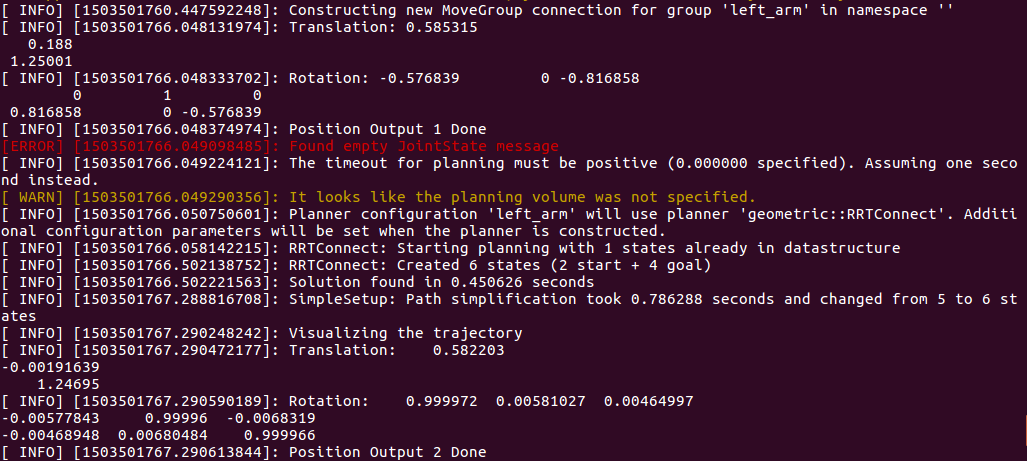 [ INFO] [1503501760.447592248]: Constructing new MoveGroup connection for group 'left_arm' in namespace ''
[ INFO] [1503501766.048131974]: Translation: 0.585315
   0.188
 1.25001
[ INFO] [1503501766.048333702]: Rotation: -0.576839         0 -0.816858
        0         1         0
 0.816858         0 -0.576839
[ INFO] [1503501766.048374974]: Position Output 1 Done
[ERROR] [1503501766.049098485]: Found empty JointState message
[ INFO] [1503501766.049224121]: The timeout for planning must be positive (0.000000 specified). Assuming one seco
nd instead.
[ WARN] [1503501766.049290356]: It looks like the planning volume was not specified.
[ INFO] [1503501766.050750601]: Planner configuration 'left_arm' will use planner 'geometric::RRTConnect'. Additi
onal configuration parameters will be set when the planner is constructed.
[ INFO] [1503501766.058142215]: RRTConnect: Starting planning with 1 states already in datastructure
[ INFO] [1503501766.502138752]: RRTConnect: Created 6 states (2 start + 4 goal)
[ INFO] [1503501766.502221563]: Solution found in 0.450626 seconds
[ INFO] [1503501767.288816708]: SimpleSetup: Path simplification took 0.786288 seconds and changed from 5 to 6 st
ates
[ INFO] [1503501767.290248242]: Visualizing the trajectory
[ INFO] [1503501767.290472177]: Translation:    0.582203
-0.00191639
    1.24695
[ INFO] [1503501767.290590189]: Rotation:    0.999972  0.00581027  0.00464997
-0.00577843     0.99996  -0.0068319
-0.00468948  0.00680484    0.999966
[ INFO] [1503501767.290613844]: Position Output 2 Done